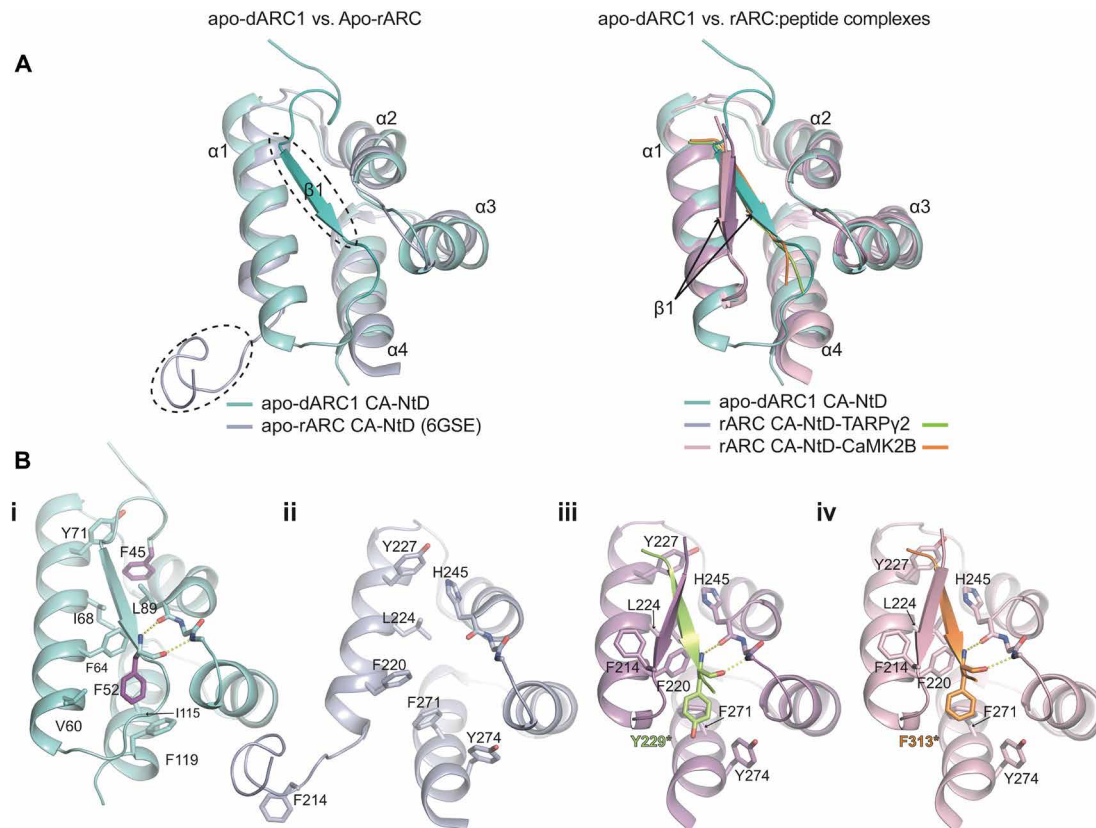 apo-dARC1 vs. Apo-rARC
apo-dARC1 vs. rARC:peptide complexes
A
α1
α2
β1
α3
α4
apo-dARC1 CA-NtD
apo-rARC CA-NtD (6GSE)
α1
α2
α3
β1
α4
apo-dARC1 CA-NtD
rARC CA-NtD-TARPγ2
rARC CA-NtD-CaMK2B
B
i
Y71
F45
L89
I68
F64
F52
V60
I115
F119
ii
Y227
H245
L224
F220
F271
Y274
F214
iii
Y227
H245
L224
F214
F220
F271
Y229*
Y274
iv
Y227
H245
L224
F214
F220
F271
F313*
Y274